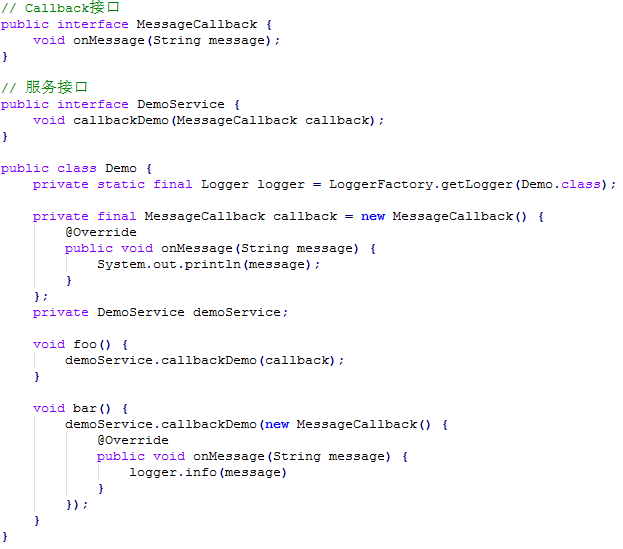 // Callback接口
public interface MessageCallback {
    void onMessage(String message);
}

// 服务接口
public interface DemoService {
    void callbackDemo(MessageCallback callback);
}

public class Demo {
    private static final Logger logger = LoggerFactory.getLogger(Demo.class);

    private final MessageCallback callback = new MessageCallback() {
        @Override
        public void onMessage(String message) {
            System.out.println(message);
        }
    };
    private DemoService demoService;

    void foo() {
        demoService.callbackDemo(callback);
    }

    void bar() {
        demoService.callbackDemo(new MessageCallback() {
            @Override
            public void onMessage(String message) {
                logger.info(message)
            }
        });
    }
}